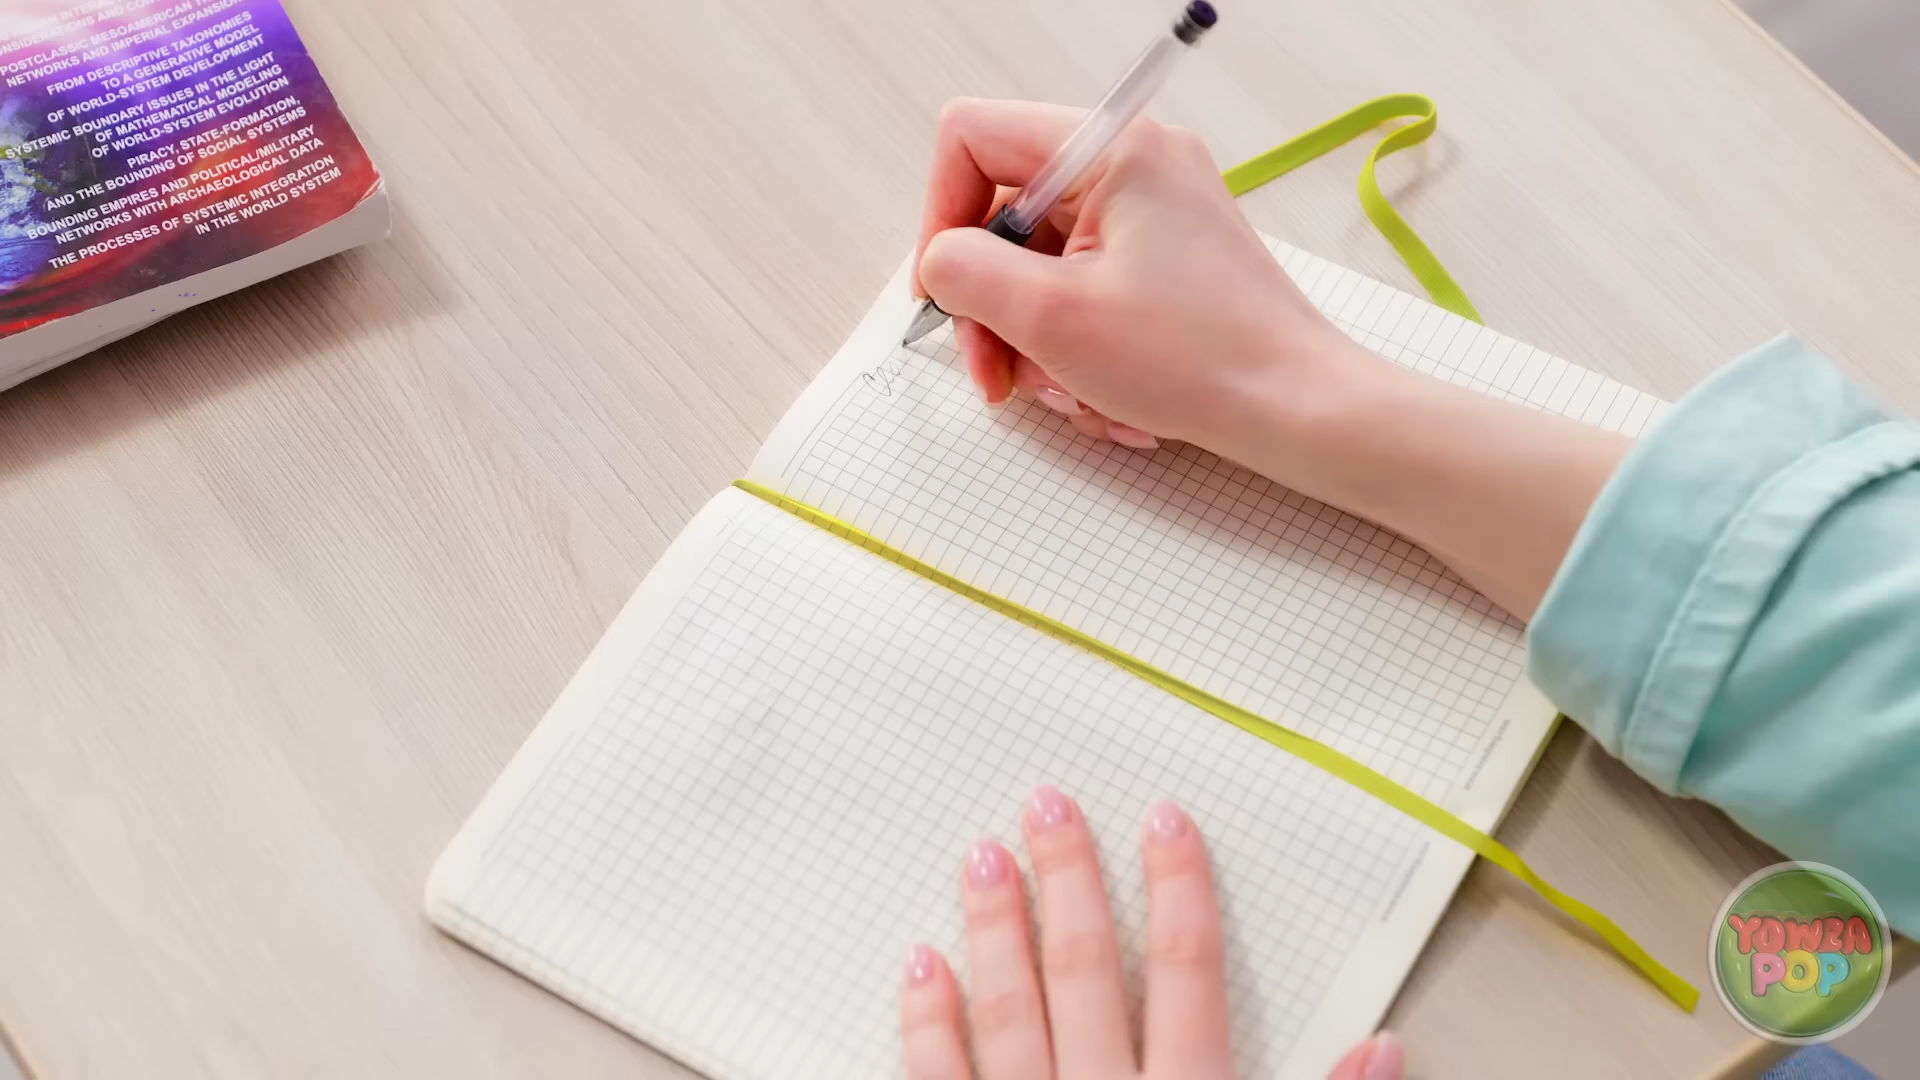 POSTCLASSIC MESOAMERICAN
NETWORKS AND IMPERIAL EXPANSION
FROM DESCRIPTIVE TAXONOMIES
TO A GENERATIVE MODEL
OF WORLD-SYSTEM DEVELOPMENT
SYSTEMIC BOUNDARY ISSUES IN THE LIGHT
OF MATHEMATICAL MODELING
OF WORLD-SYSTEM EVOLUTION
PIRACY, STATE-FORMATION,
AND THE BOUNDING OF SOCIAL SYSTEMS
BOUNDING EMPIRES AND POLITICAL/MILITARY
NETWORKS WITH ARCHAEOLOGICAL DATA
THE PROCESSES OF SYSTEMIC INTEGRATION
IN THE WORLD SYSTEM
YOWZA
POP